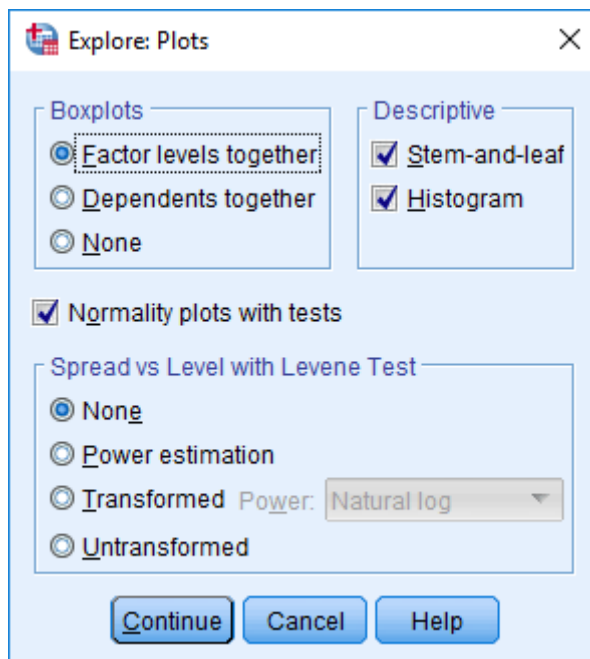 Explore: Plots
Boxplots
Factor levels together
Dependents together
None
Descriptive
Stem-and-leaf
Histogram
Normality plots with tests
Spread vs Level with Levene Test
None
Power estimation
Transformed Power: Natural log
Untransformed
Continue Cancel Help